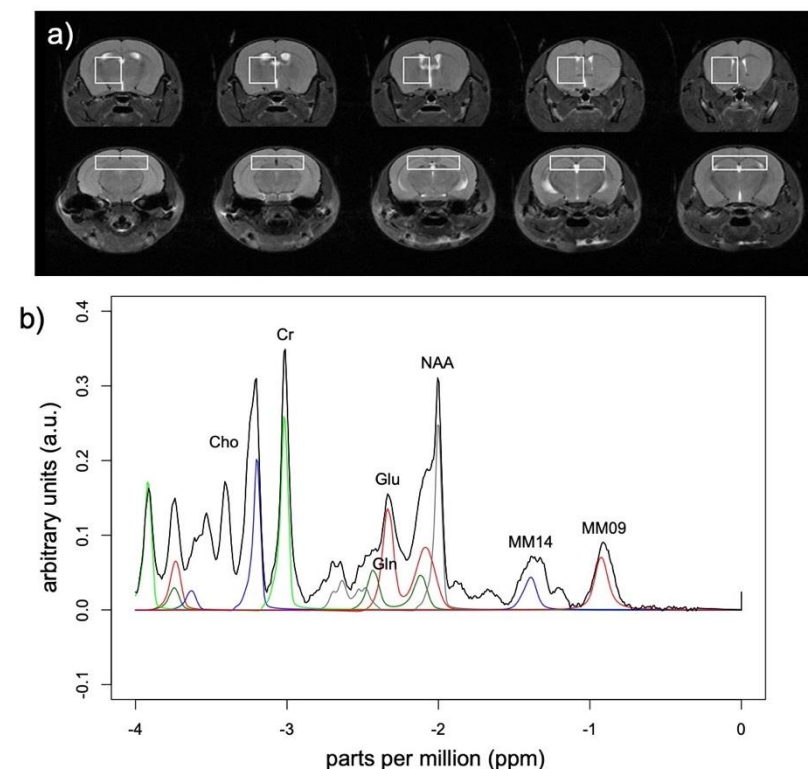 a)
b)
0.4
0.3
0.2
0.1
0.0
-0.1
arbitrary units (a.u.)
Cr
NAA
Cho
Glu
Gln
MM14
MM09
-4 -3 -2 -1 0
parts per million (ppm)